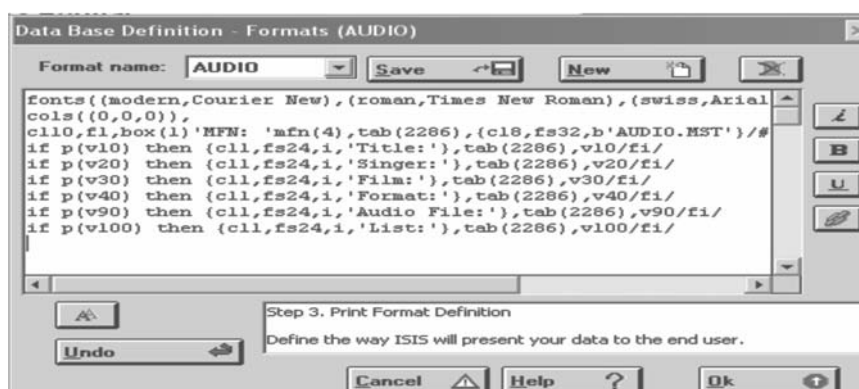 Data Base Definition - Formats (AUDIO)
Format name: AUDIO Save New
fonts((modern,Courier New),(roman,Times New Roman),(swiss,Arial
cols((0,0,0)),
cl10,f1,box(1)'MFN: 'mfn(4),tab(2286),{cl8,fs32,b'AUDIO.MST'}/#
if p(v10) then {cl1,fs24,i,'Title:'},tab(2286),v10/fi/
if p(v20) then {cl1,fs24,i,'Singer:'},tab(2286),v20/fi/
if p(v30) then {cl1,fs24,i,'Film:'},tab(2286),v30/fi/
if p(v40) then {cl1,fs24,i,'Format:'},tab(2286),v40/fi/
if p(v90) then {cl1,fs24,i,'Audio File:'},tab(2286),v90/fi/
if p(v100) then {cl1,fs24,i,'List:'},tab(2286),v100/fi/
i
B
U
Step 3. Print Format Definition
Define the way ISIS will present your data to the end user.
Undo
Cancel Help ? Ok